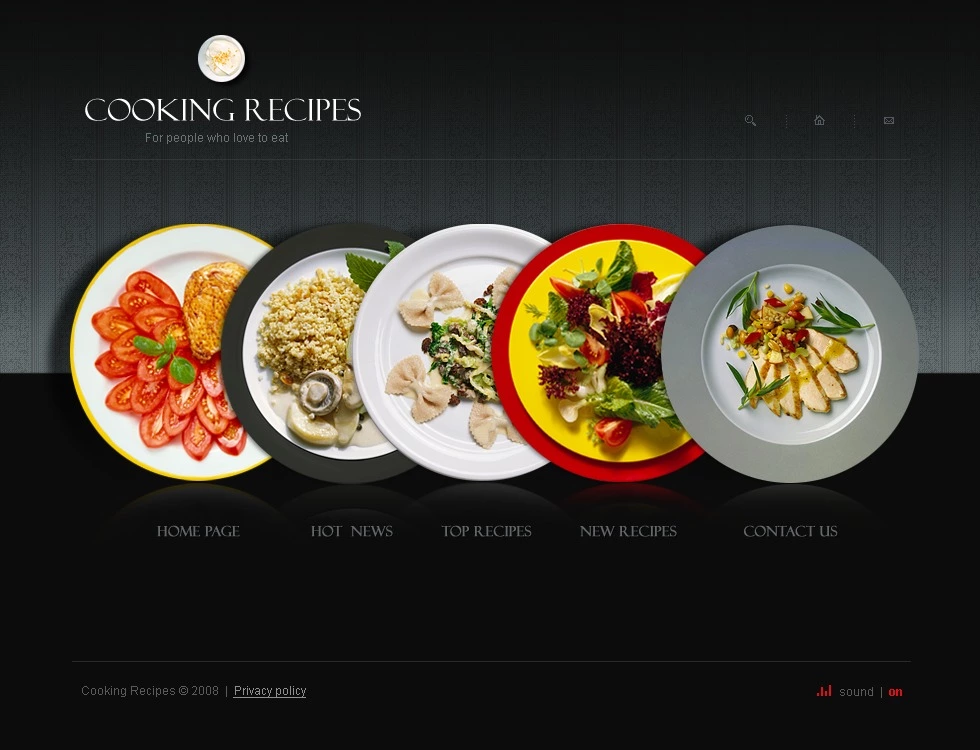 COOKING RECIPES
For people who love to eat
HOME PAGE
HOT NEWS
TOP RECIPES
NEW RECIPES
CONTACT US
Cooking Recipes © 2008 | Privacy policy
sound | on